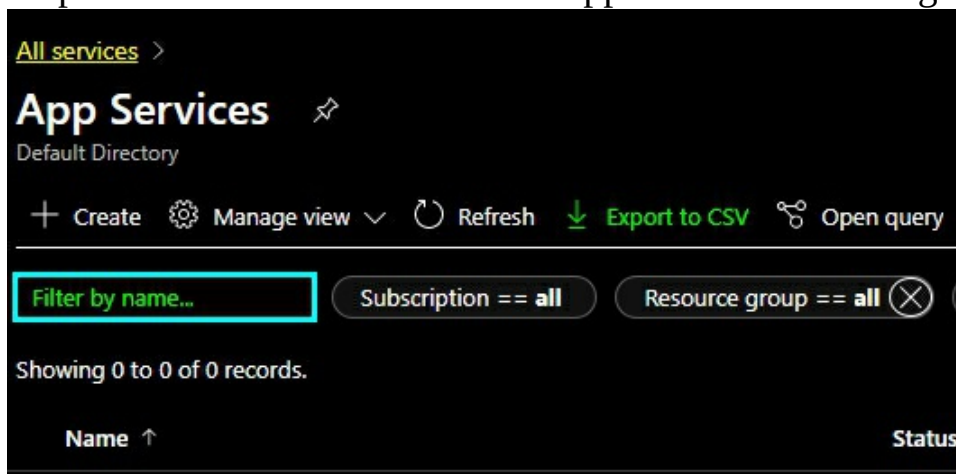 All services >
App Services
Default Directory
+ Create Manage view Refresh Export to CSV Open query
Filter by name... Subscription == all Resource group == all
Showing 0 to 0 of 0 records.
Name ↑ Status